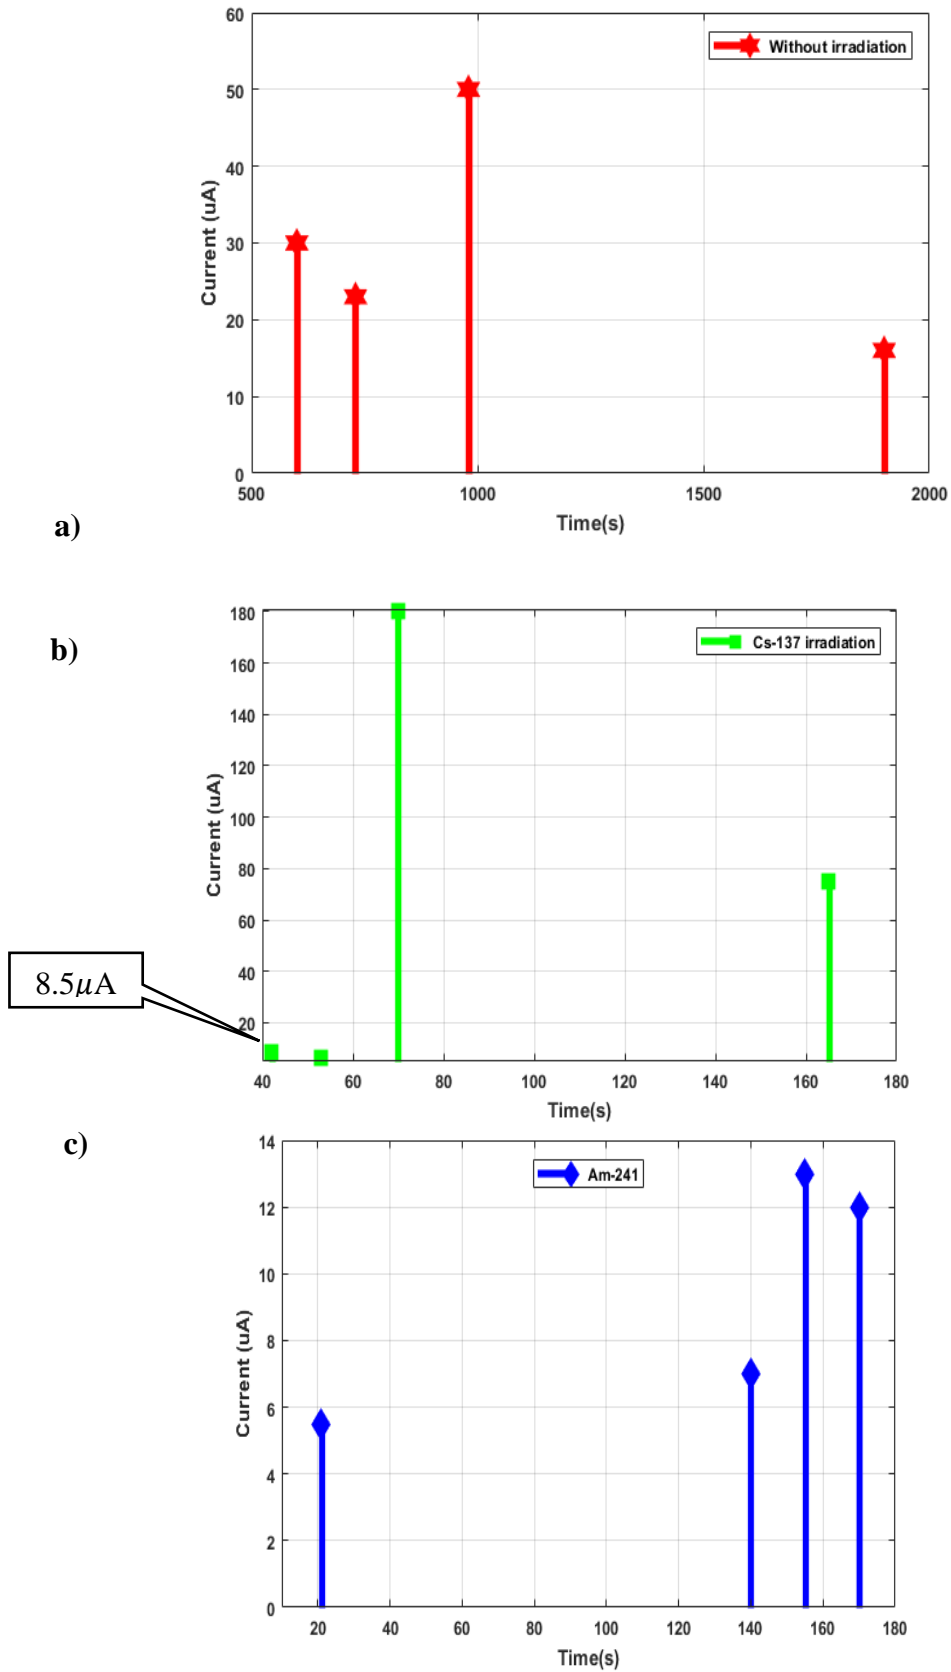 60
50
40
30
20
10
0
Current (uA)
Without irradiation
500 1000 1500 2000
Time(s)
a)
b)
180
160
140
120
100
80
60
40
20
Current (uA)
Cs-137 irradiation
8.5μA
40 60 80 100 120 140 160 180
Time(s)
c)
14
12
10
8
6
4
2
0
Current (uA)
Am-241
20 40 60 80 100 120 140 160 180
Time(s)